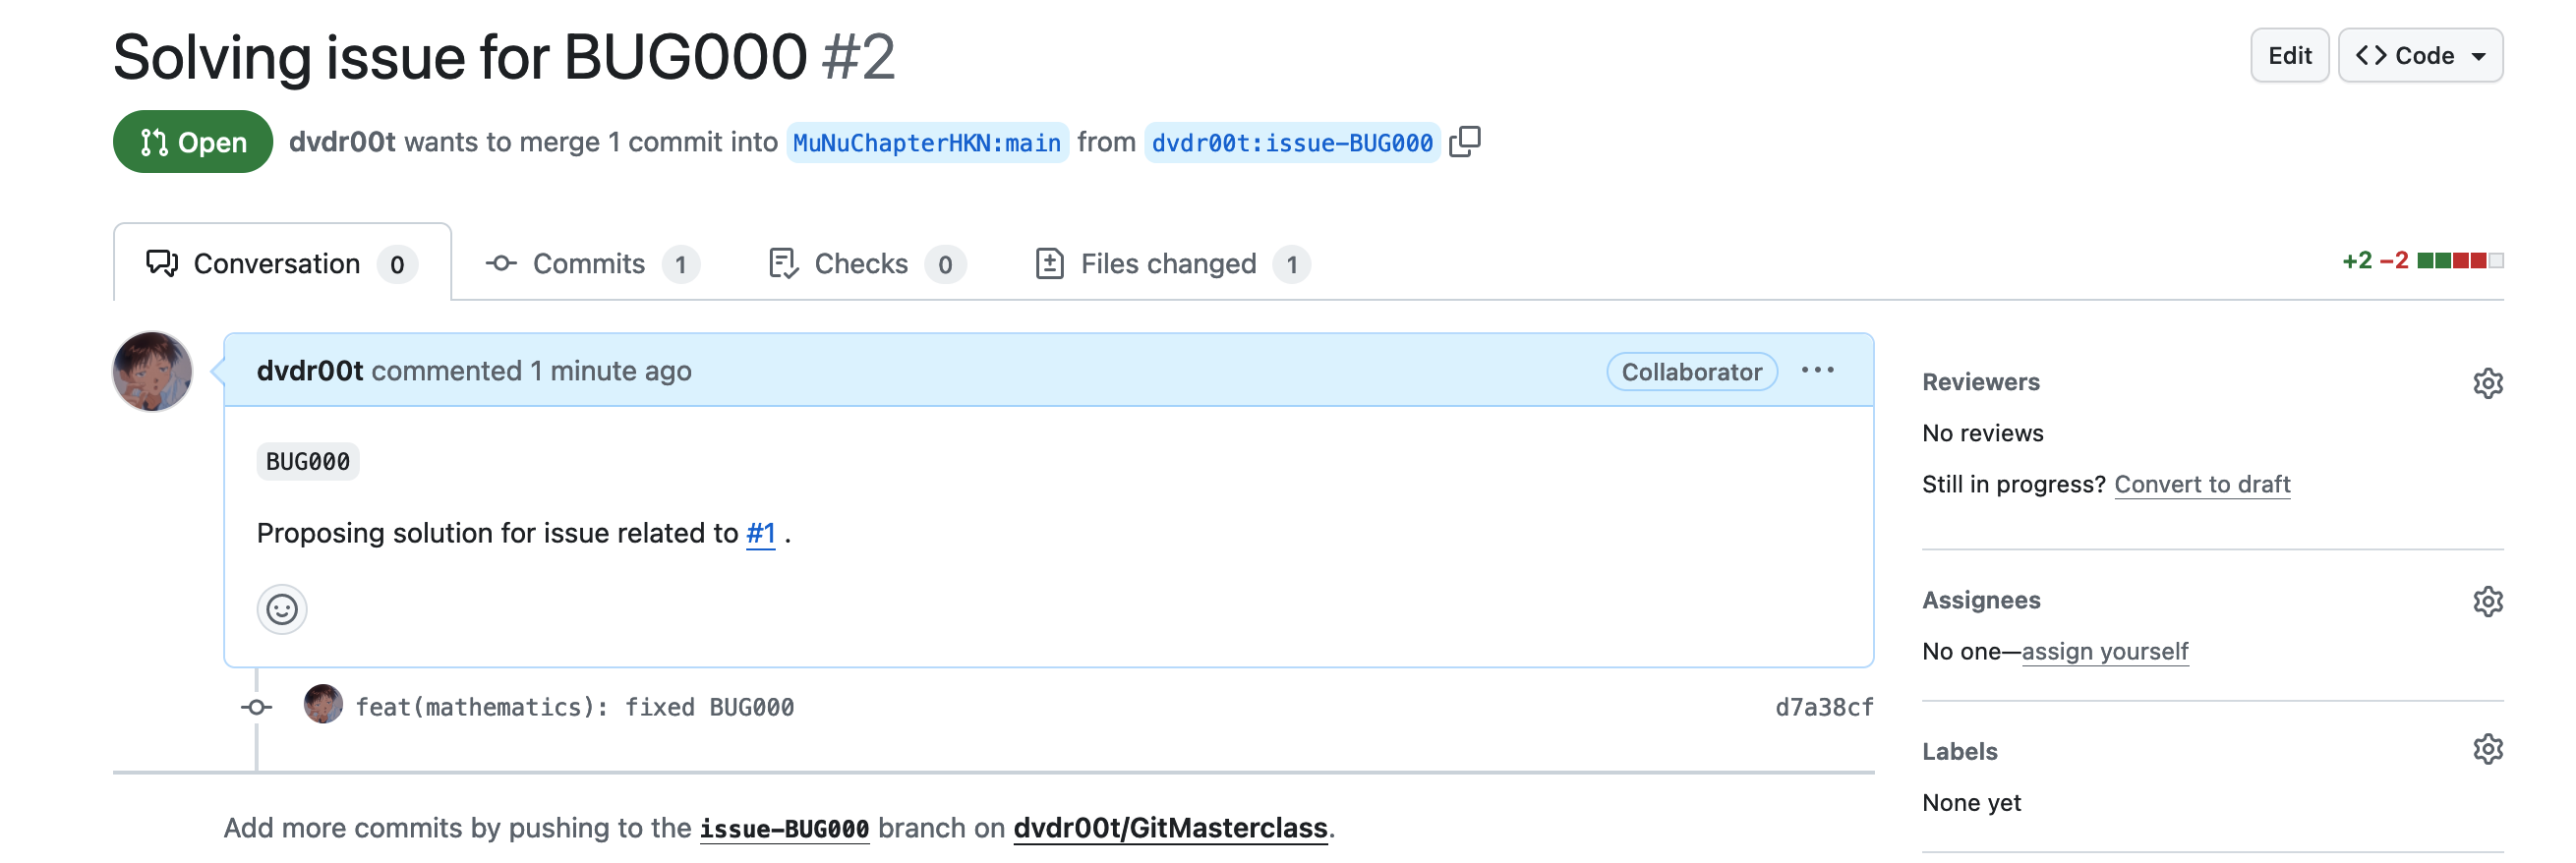 Solving issue for BUG000 #2
Edit
Code
Open
dvdr00t wants to merge 1 commit into MuNuChapterHKN:main from dvdr00t:issue-BUG000
Conversation 0
Commits 1
Checks 0
Files changed 1
+2 −2
dvdr00t commented 1 minute ago
Collaborator
BUG000
Proposing solution for issue related to #1 .
feat(mathematics): fixed BUG000
d7a38cf
Add more commits by pushing to the issue-BUG000 branch on dvdr00t/GitMasterclass.
Reviewers
No reviews
Still in progress? Convert to draft
Assignees
No one—assign yourself
Labels
None yet